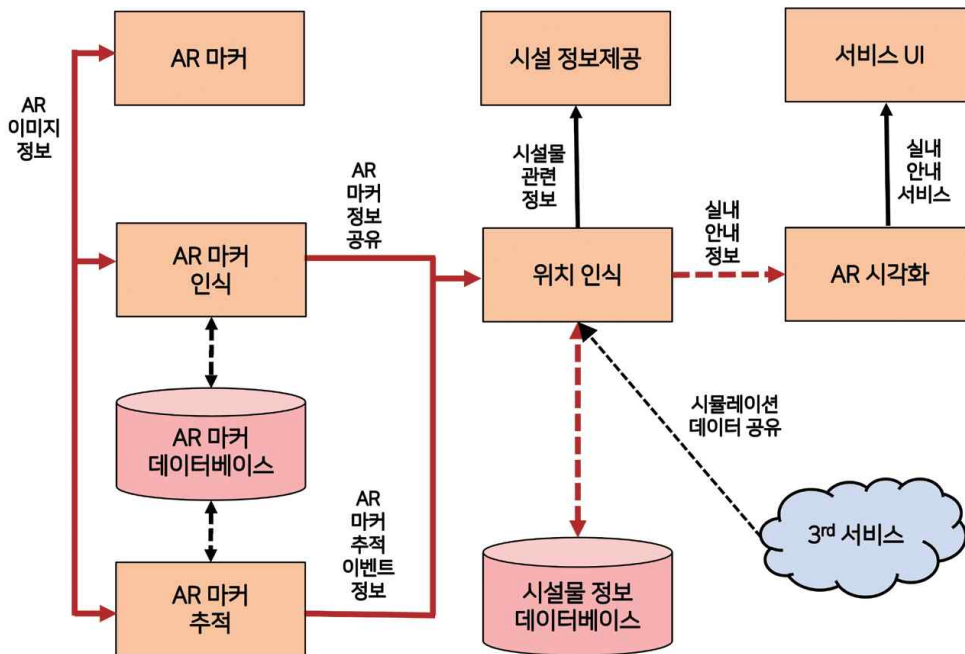 AR 마커
시설 정보제공
서비스 UI
AR
이미지
정보
시설물
관련
정보
실내
안내
서비스
AR
마커
정보
공유
실내
안내
정보
AR 마커
인식
위치 인식
AR 시각화
시뮬레이션
데이터 공유
AR 마커
데이터베이스
AR
마커
추적
이벤트
정보
3rd 서비스
AR 마커
추적
시설물 정보
데이터베이스